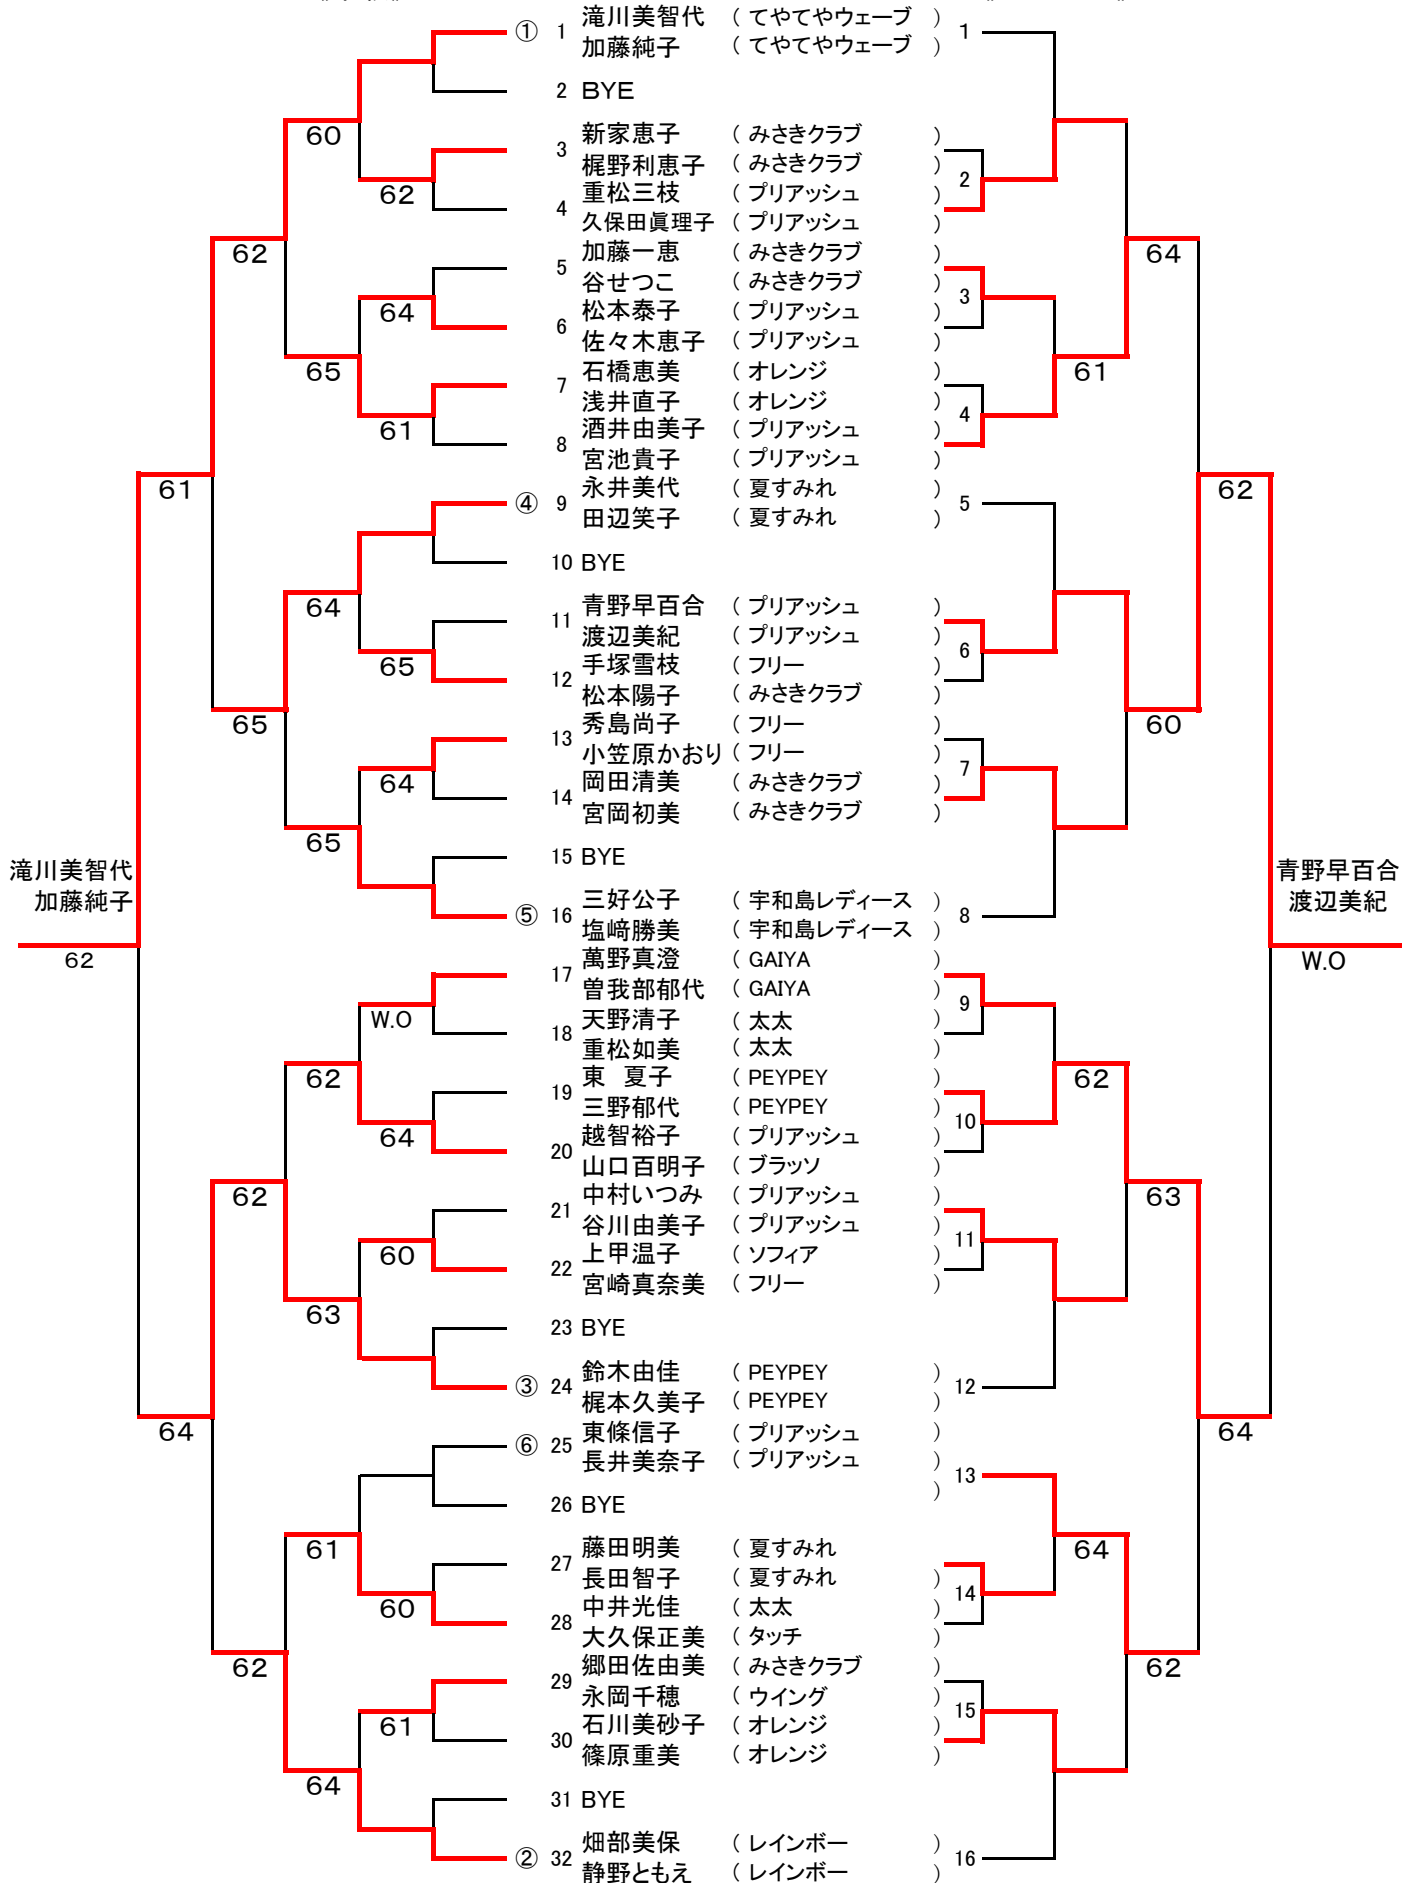 ① 1 滝川美智代 ( てやてやウェーブ ) 1
加藤純子 ( てやてやウェーブ )
2 BYE
60
3 新家恵子 ( みさきクラブ )
梶野利恵子 ( みさきクラブ ) 2
62
4 重松三枝 ( プリアッシュ )
久保田眞理子 ( プリアッシュ )
62 64
5 加藤一恵 ( みさきクラブ )
谷せつこ ( みさきクラブ ) 3
64
6 松本泰子 ( プリアッシュ )
佐々木恵子 ( プリアッシュ )
65 61
7 石橋恵美 ( オレンジ )
浅井直子 ( オレンジ ) 4
61
8 酒井由美子 ( プリアッシュ )
宮池貴子 ( プリアッシュ )
61 62
④ 9 永井美代 ( 夏すみれ ) 5
田辺笑子 ( 夏すみれ )
10 BYE
64
11 青野早百合 ( プリアッシュ )
渡辺美紀 ( プリアッシュ ) 6
65
12 手塚雪枝 ( フリー )
松本陽子 ( みさきクラブ )
65 60
13 秀島尚子 ( フリー )
小笠原かおり ( フリー ) 7
64
14 岡田清美 ( みさきクラブ )
宮岡初美 ( みさきクラブ )
65
15 BYE
滝川美智代
加藤純子
62
青野早百合
渡辺美紀
W.O
⑤ 16 三好公子 ( 宇和島レディース ) 8
塩﨑勝美 ( 宇和島レディース )
17 萬野真澄 ( GAIYA )
曽我部郁代 ( GAIYA ) 9
W.O
18 天野清子 ( 太太 )
重松如美 ( 太太 )
62 62
19 東 夏子 ( PEYPEY )
三野郁代 ( PEYPEY ) 10
64
20 越智裕子 ( プリアッシュ )
山口百明子 ( ブラッソ )
62 63
21 中村いつみ ( プリアッシュ )
谷川由美子 ( プリアッシュ ) 11
60
22 上甲温子 ( ソフィア )
宮崎真奈美 ( フリー )
63
23 BYE
③ 24 鈴木由佳 ( PEYPEY ) 12
梶本久美子 ( PEYPEY )
64 64
⑥ 25 東條信子 ( プリアッシュ )
長井美奈子 ( プリアッシュ ) 13
)
26 BYE
61 64
27 藤田明美 ( 夏すみれ
長田智子 ( 夏すみれ ) 14
60
28 中井光佳 ( 太太 )
大久保正美 ( タッチ )
62 62
29 郷田佐由美 ( みさきクラブ )
永岡千穂 ( ウイング ) 15
61
30 石川美砂子 ( オレンジ )
篠原重美 ( オレンジ )
64
31 BYE
② 32 畑部美保 ( レインボー ) 16
静野ともえ ( レインボー )